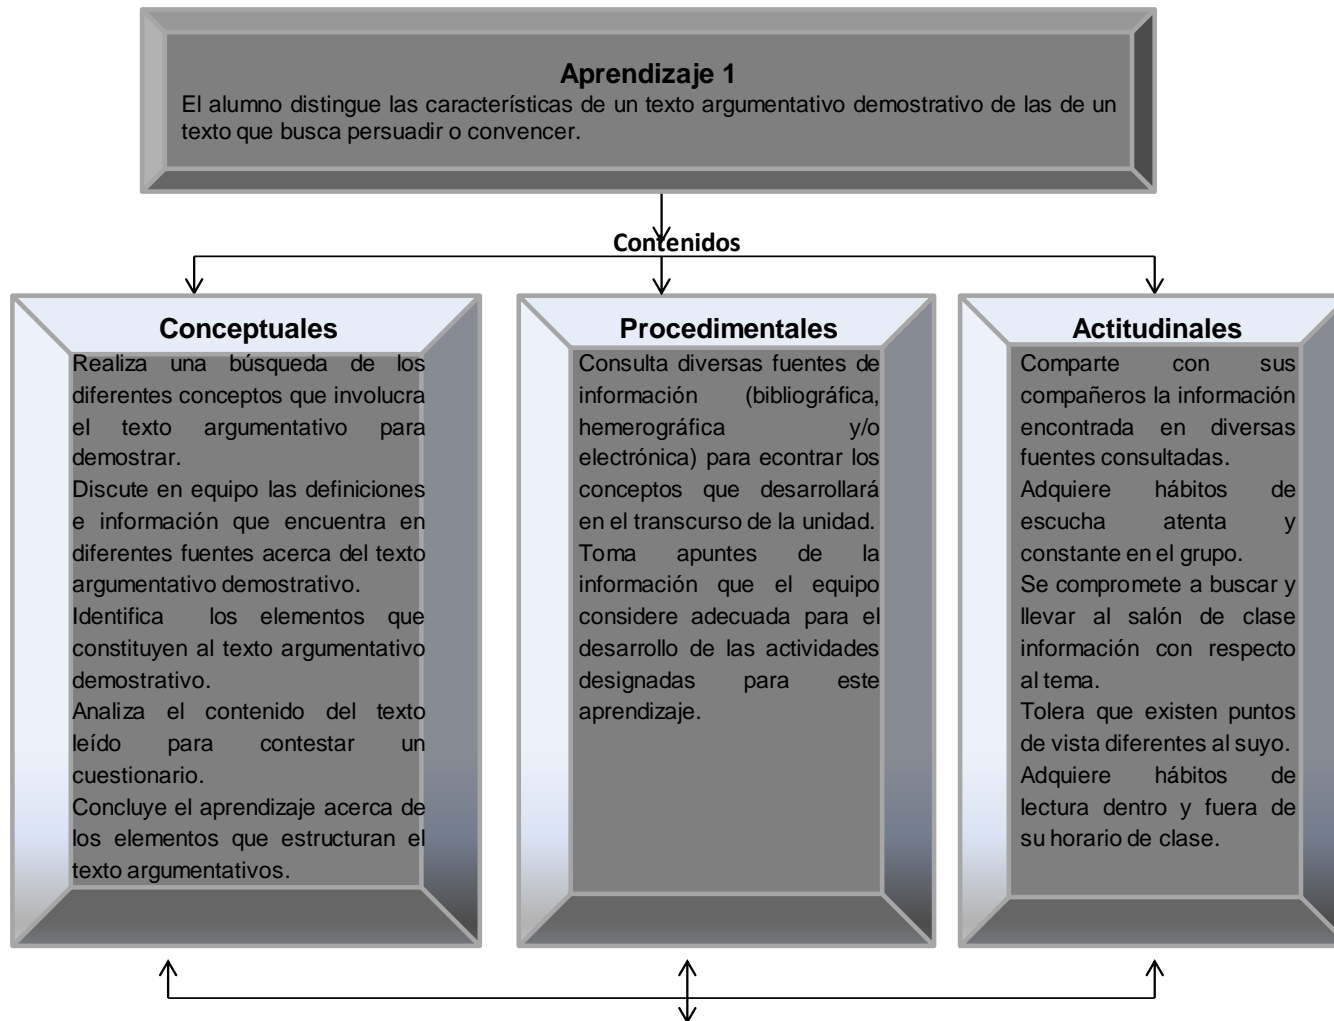 Aprendizaje 1
El alumno distingue las características de un texto argumentativo demostrativo de las de un
texto que busca persuadir o convencer.
Contenidos
Conceptuales
Realiza una búsqueda de los
diferentes conceptos que involucra
el texto argumentativo para
demostrar.
Discute en equipo las definiciones
e información que encuentra en
diferentes fuentes acerca del texto
argumentativo demostrativo.
Identifica los elementos que
constituyen al texto argumentativo
demostrativo.
Analiza el contenido del texto
leído para contestar un
cuestionario.
Concluye el aprendizaje acerca de
los elementos que estructuran el
texto argumentativos.
Procedimentales
Consulta diversas fuentes de
información (bibliográfica,
hemerográfica y/o
electrónica) para econtrar los
conceptos que desarrollará
en el transcurso de la unidad.
Toma apuntes de la
información que el equipo
considere adecuada para el
desarrollo de las actividades
designadas para este
aprendizaje.
Actitudinales
Comparte con sus
compañeros la información
encontrada en diversas
fuentes consultadas.
Adquiere hábitos de
escucha atenta y
constante en el grupo.
Se compromete a buscar y
llevar al salón de clase
información con respecto
al tema.
Tolera que existen puntos
de vista diferentes al suyo.
Adquiere hábitos de
lectura dentro y fuera de
su horario de clase.